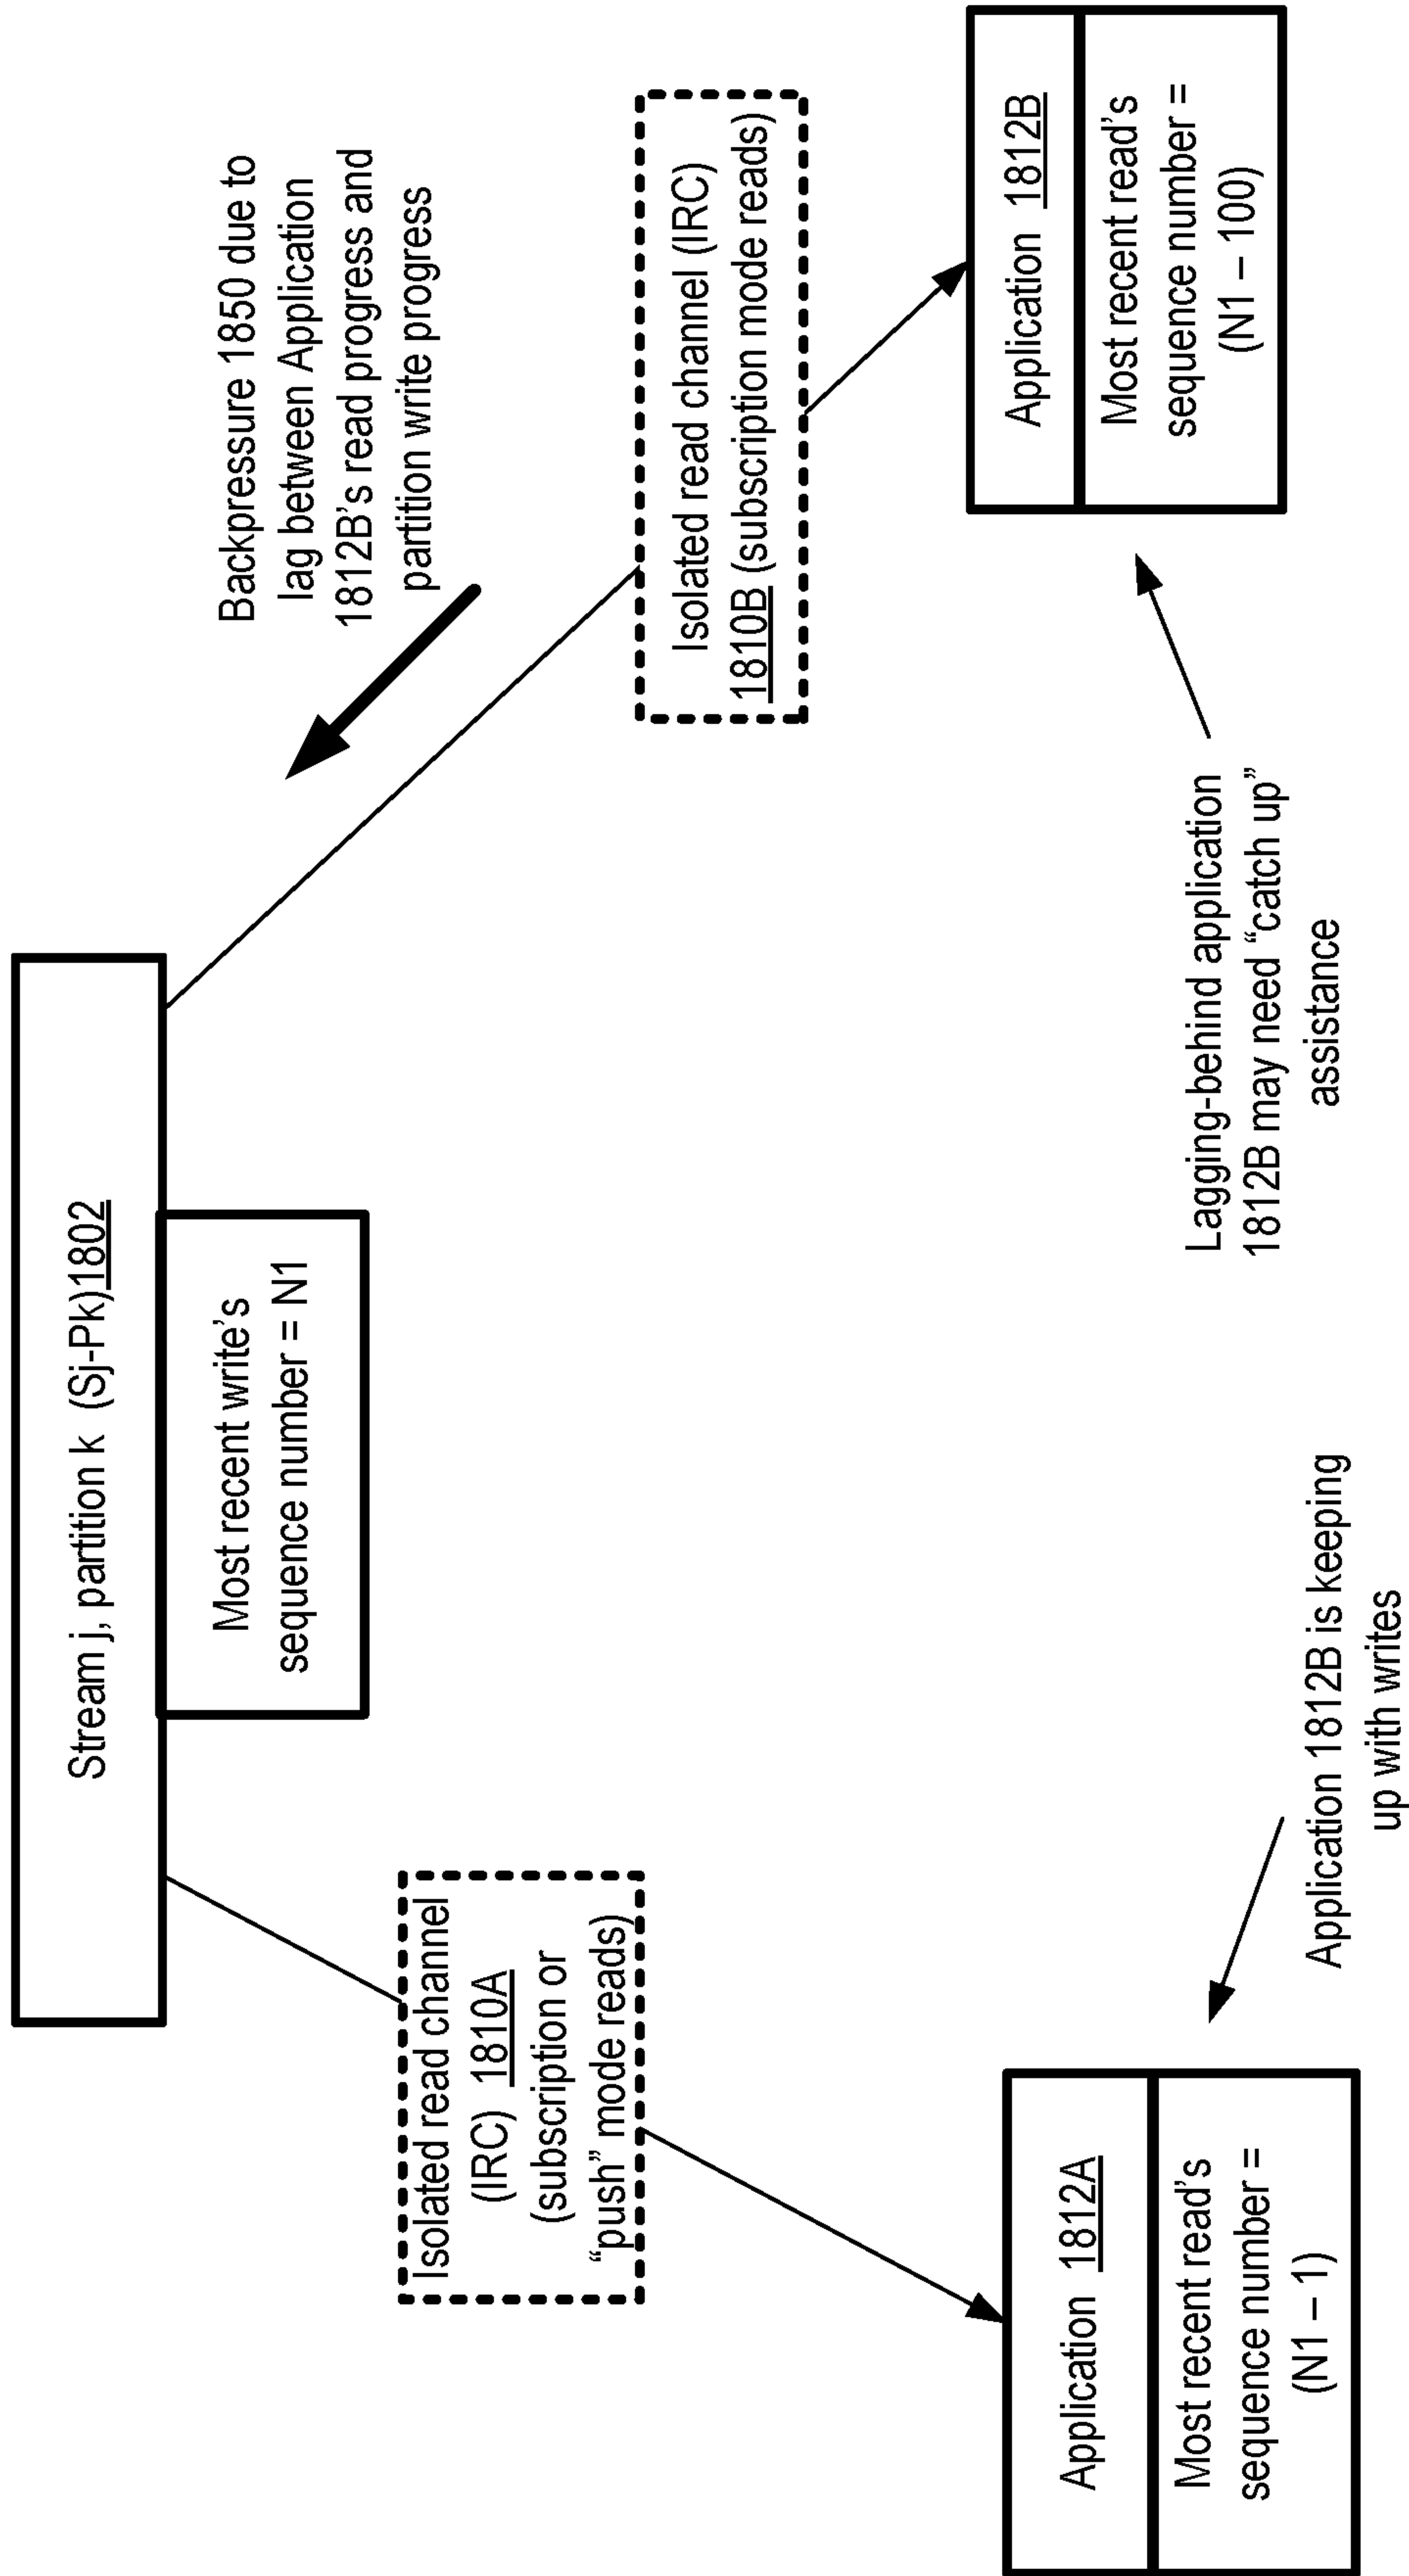 Stream j, partition k (Sj-Pk)1802
Most recent write's
sequence number = N1
Backpressure 1850 due to
lag between Application
1812B's read progress and
partition write progress
Isolated read channel
(IRC) 1810A
(subscription or
“push” mode reads)
Isolated read channel (IRC)
1810B (subscription mode reads)
Application 1812A
Most recent read's
sequence number =
(N1 – 1)
Application 1812B is keeping
up with writes
Lagging-behind application
1812B may need “catch up”
assistance
Application 1812B
Most recent read's
sequence number =
(N1 – 100)